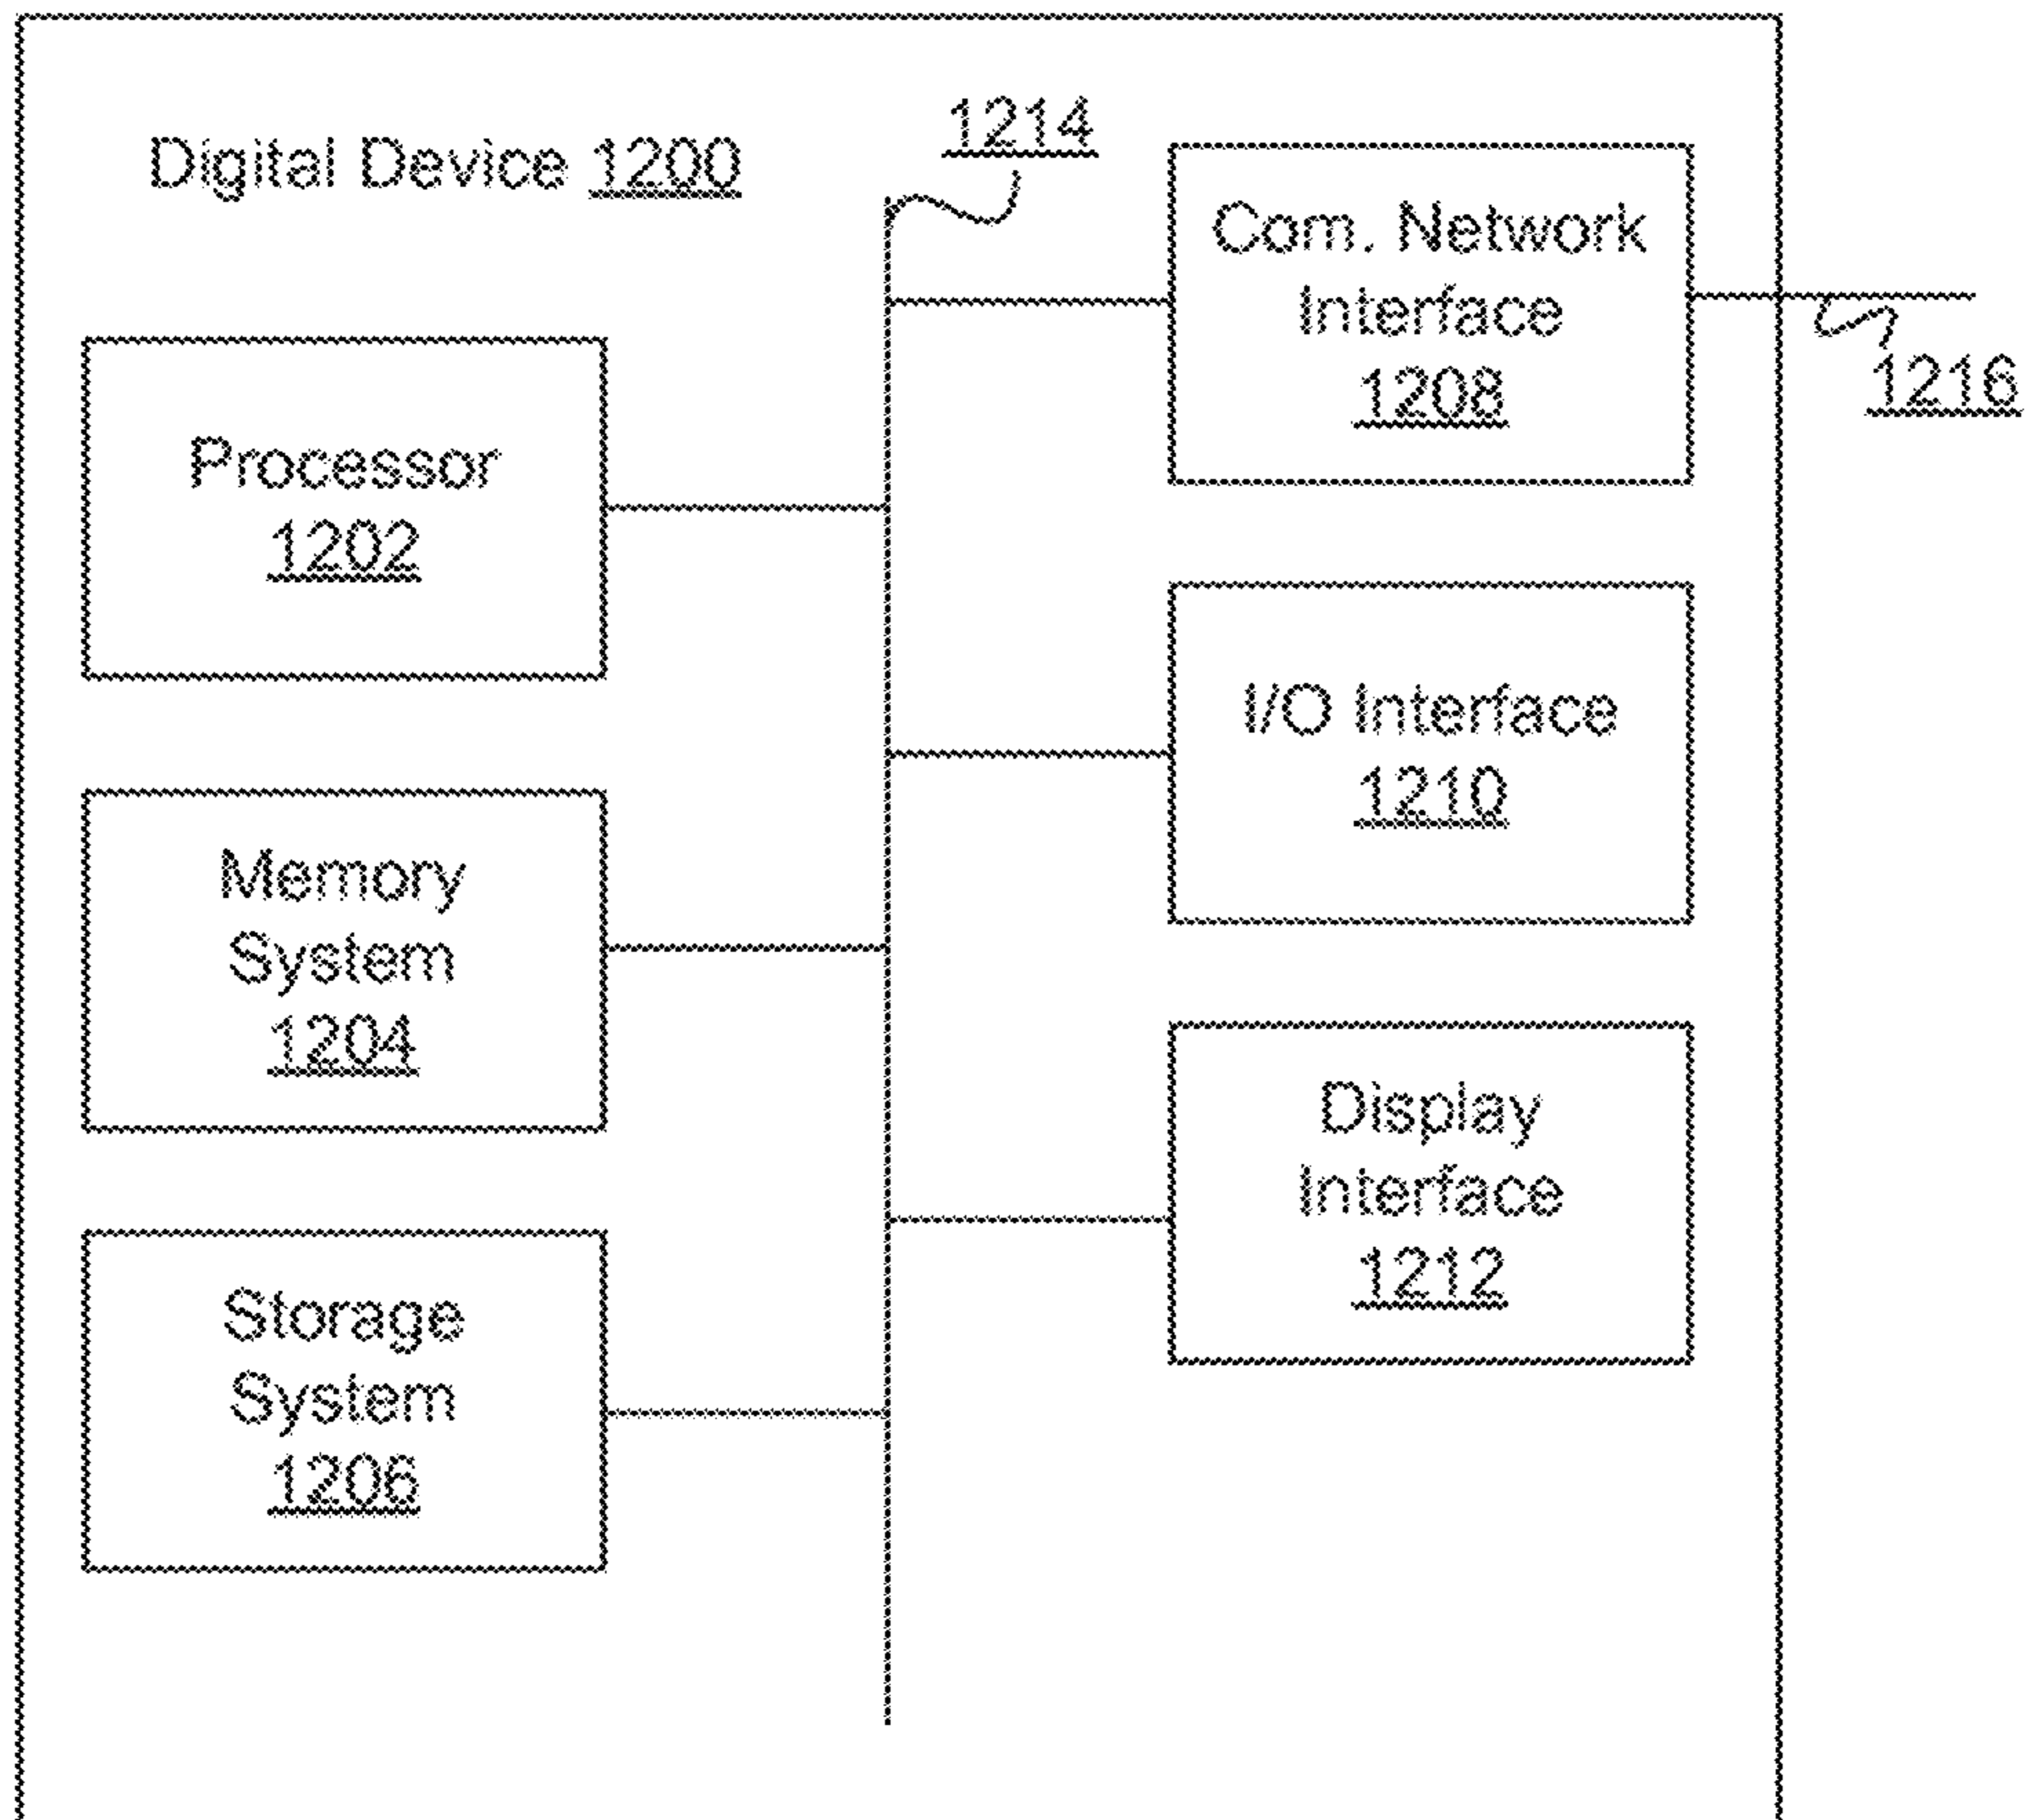 Digital Device 1200
1214
Com. Network
Interface
1208
1216
Processor
1202
I/O Interface
1210
Memory
System
1204
Display
Interface
1212
Storage
System
1206